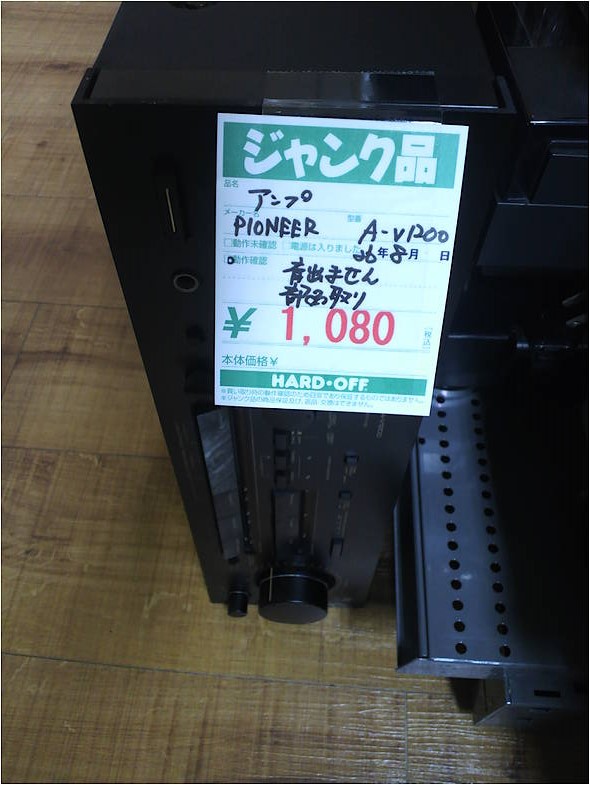 ジャンク品
品名
アンプ
メーカー名
PIONEER
型番
A-V1200
□動作未確認
電源は入りました
26年8月 日
動作確認
音出ません
部品取り
¥1,080
[税込]
本体価格¥
HARD・OFF